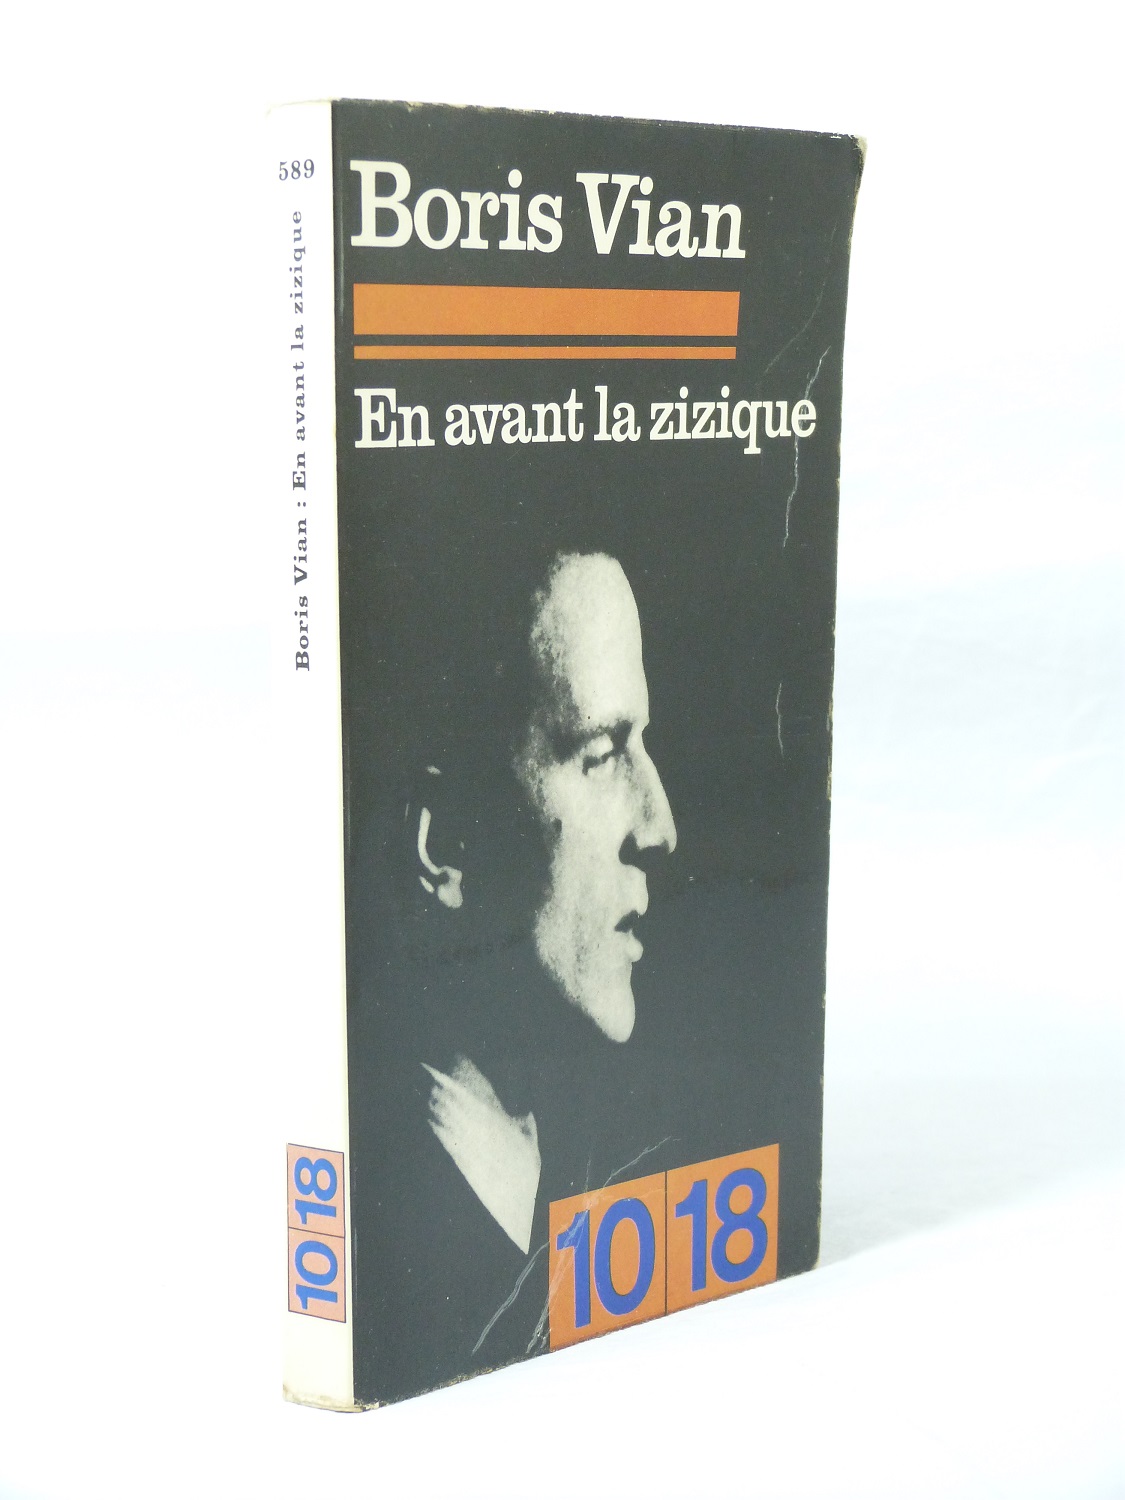 589
Boris Vian : En avant la zizique
10 18
Boris Vian
En avant la zizique
10 18